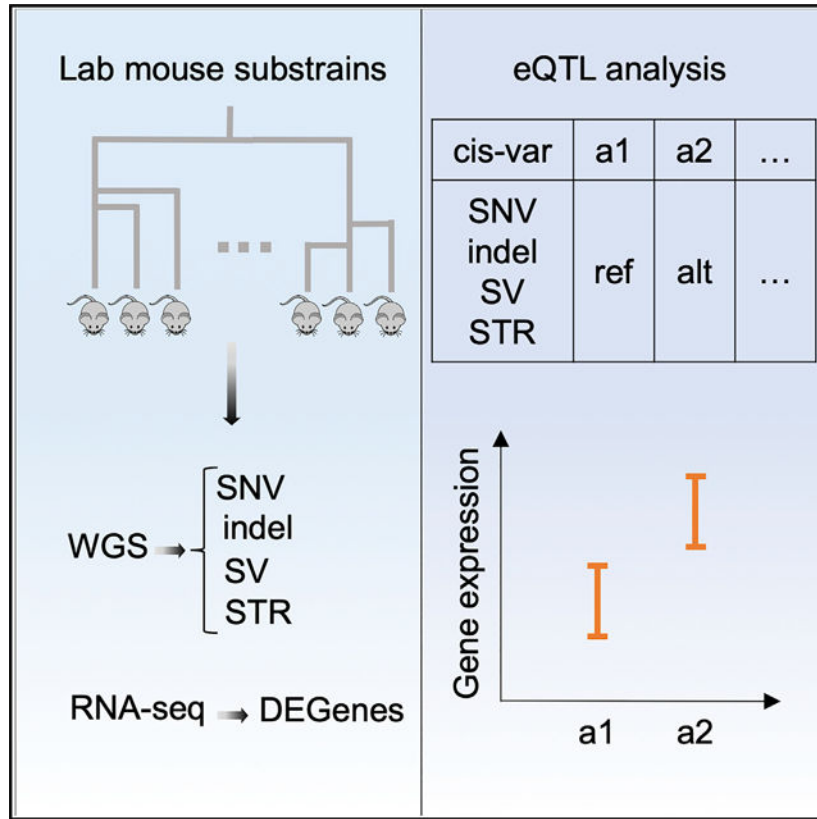 Lab mouse substrains
WGS
SNV
indel
SV
STR
RNA-seq
DEGenes
eQTL analysis
cis-var a1 a2 ...
SNV
indel
SV
STR
ref alt ...
Gene expression
a1 a2